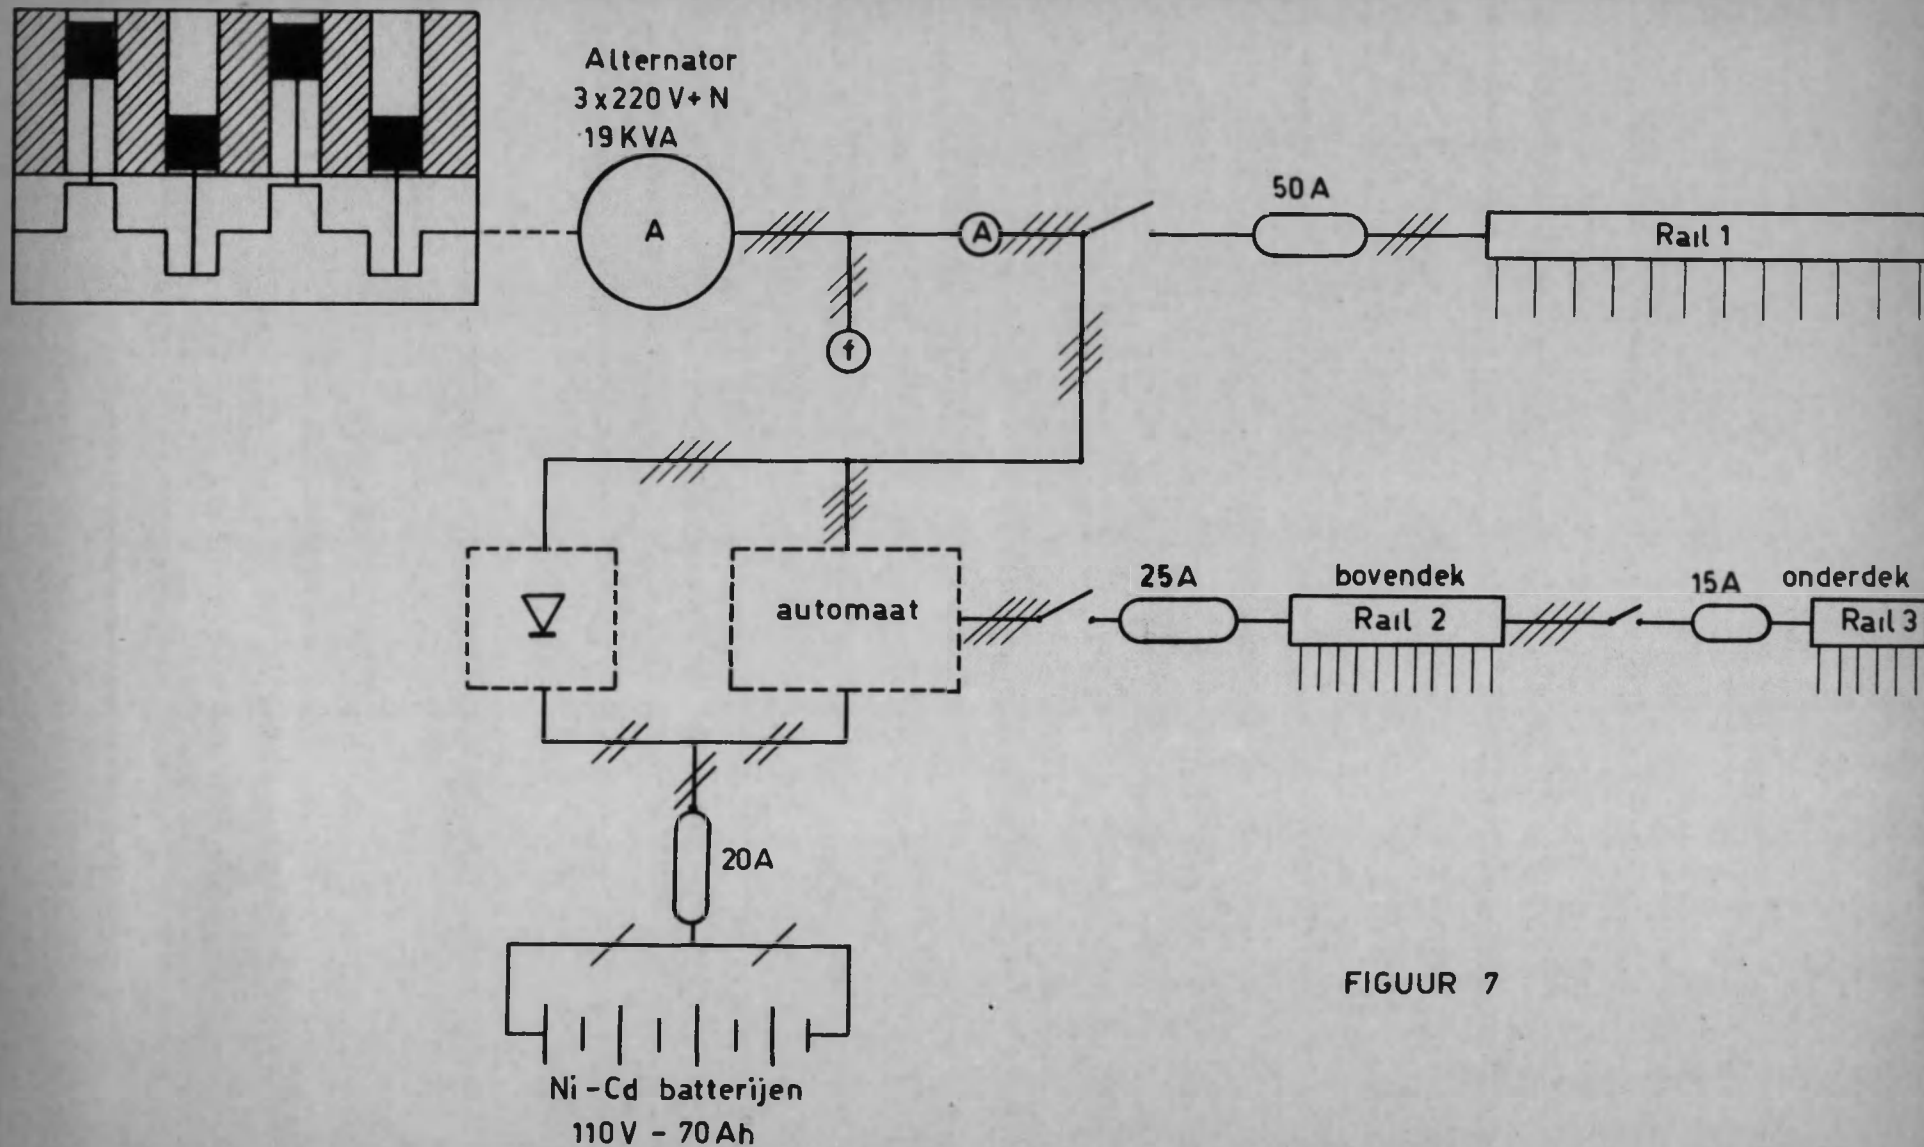 Alternator
3x220 V+ N
19KVA
A
A
f
50A
Rail 1
automaat
25A
bovendek
Rail 2
15A
onderdek
Rail 3
20A
Ni-Cd batterijen
110V - 70Ah
FIGUUR 7